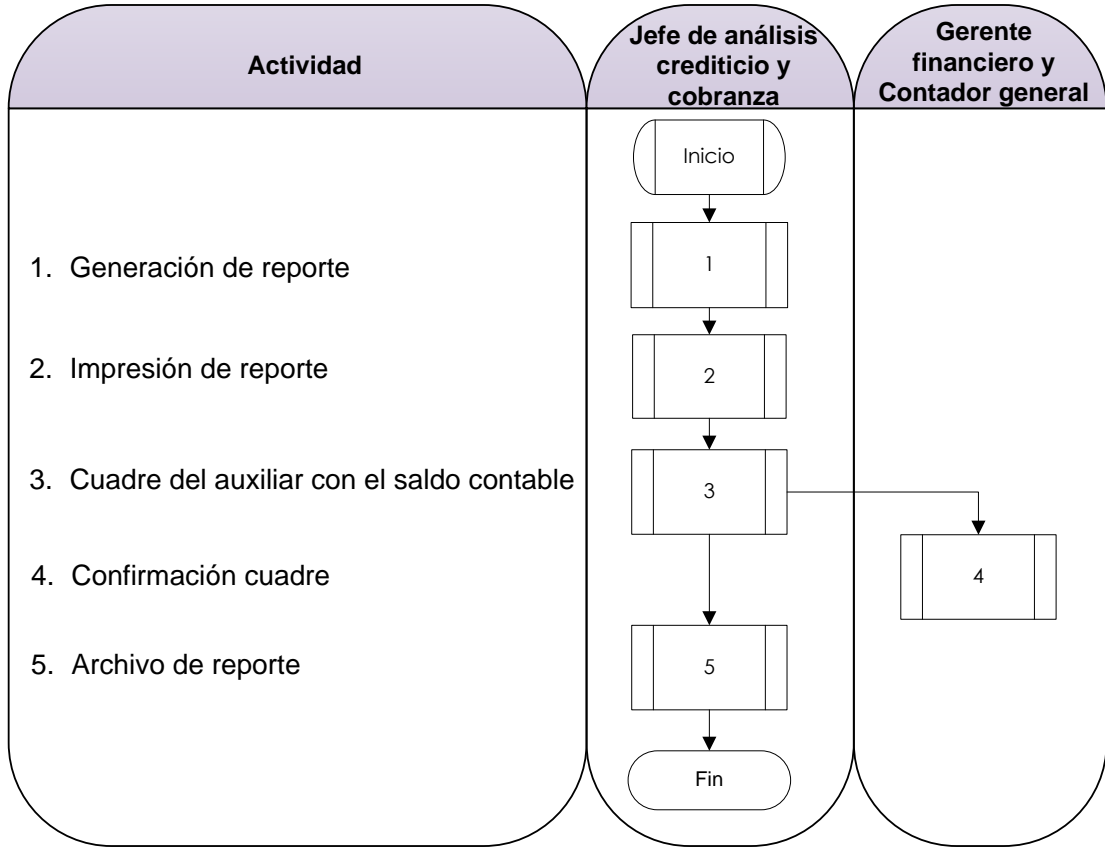 Actividad
Jefe de análisis
crediticio y
cobranza
Gerente
financiero y
Contador general
Inicio
1. Generación de reporte
1
2. Impresión de reporte
2
3. Cuadre del auxiliar con el saldo contable
3
4. Confirmación cuadre
4
5. Archivo de reporte
5
Fin